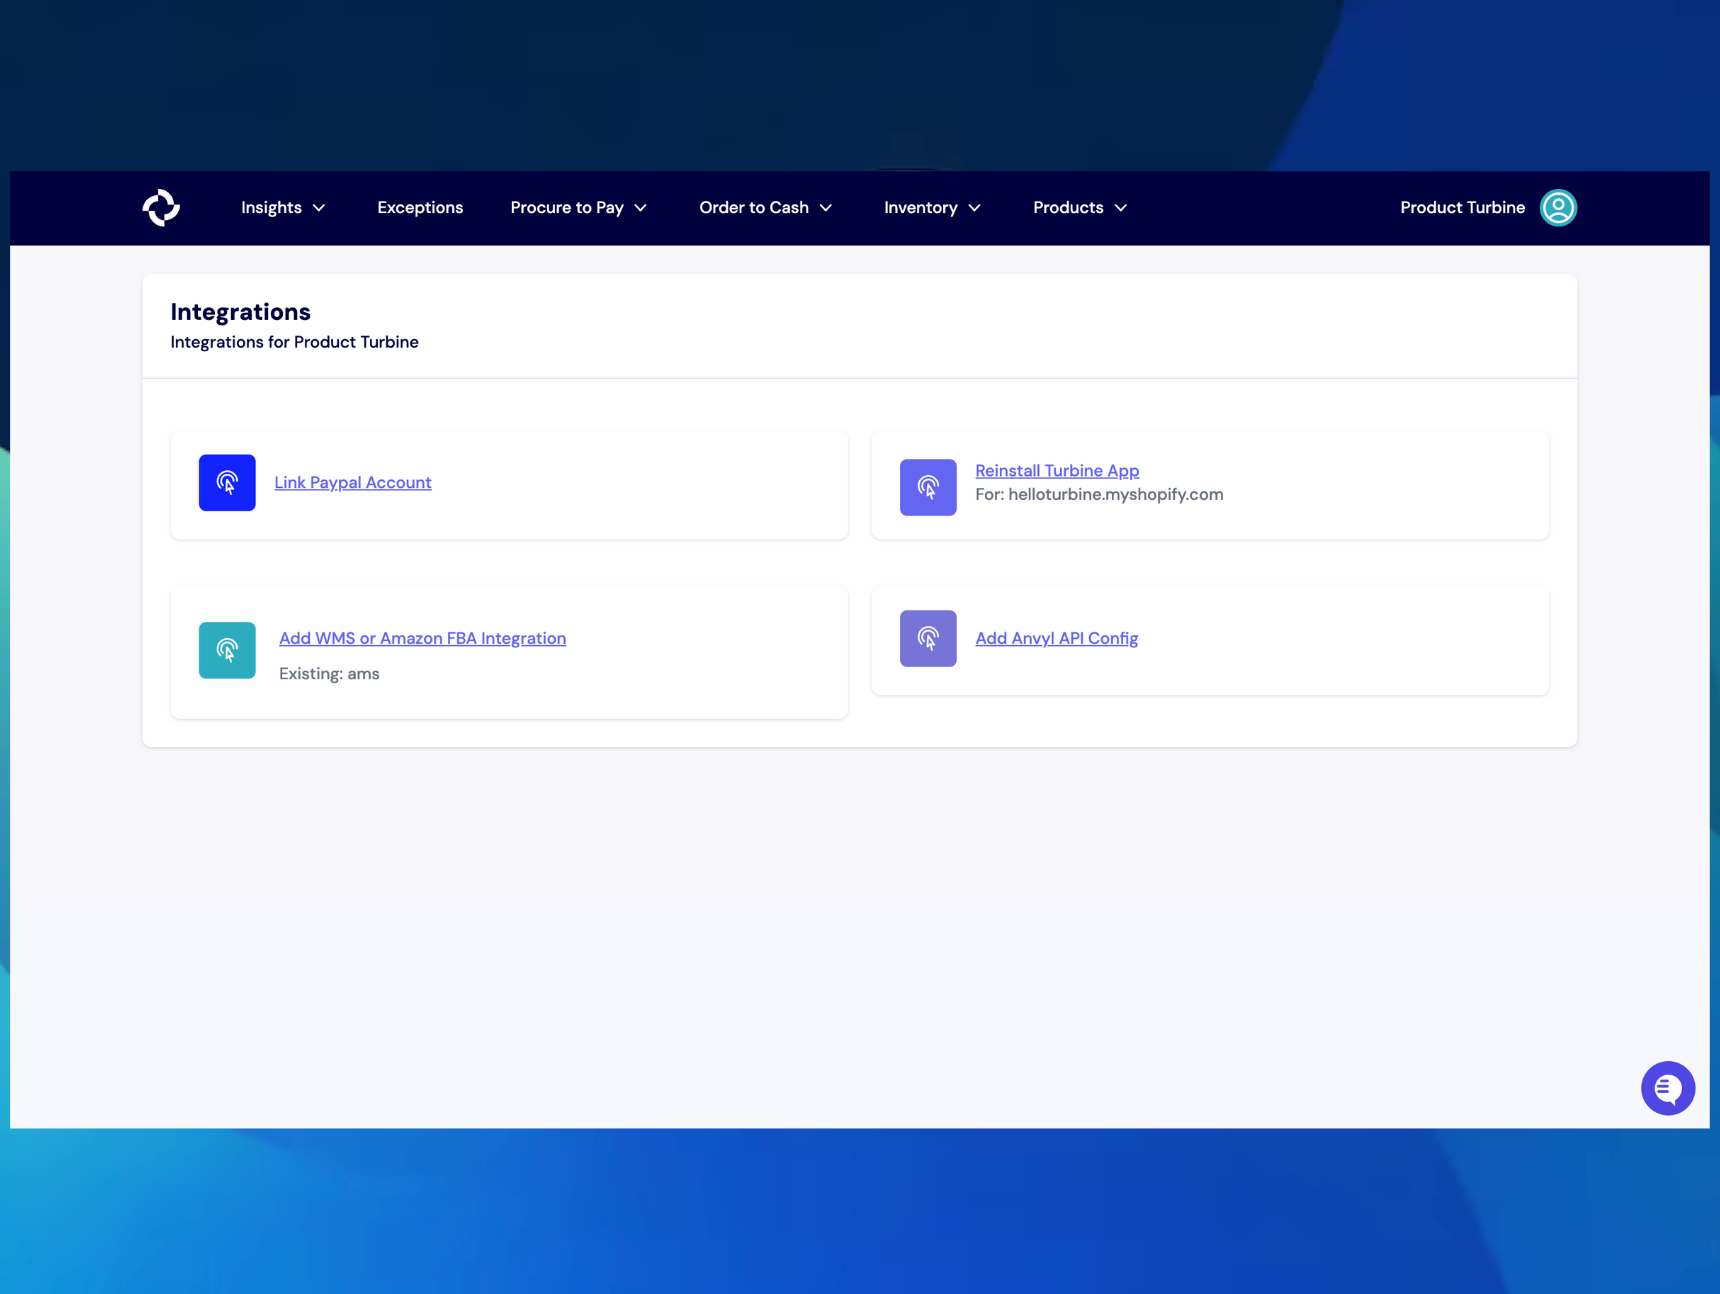 Insights
Exceptions
Procure to Pay
Order to Cash
Inventory
Products
Product Turbine
Integrations
Integrations for Product Turbine
Link Paypal Account
Reinstall Turbine App
For: helloturbine.myshopify.com
Add WMS or Amazon FBA Integration
Existing: ams
Add Anvyl API Config